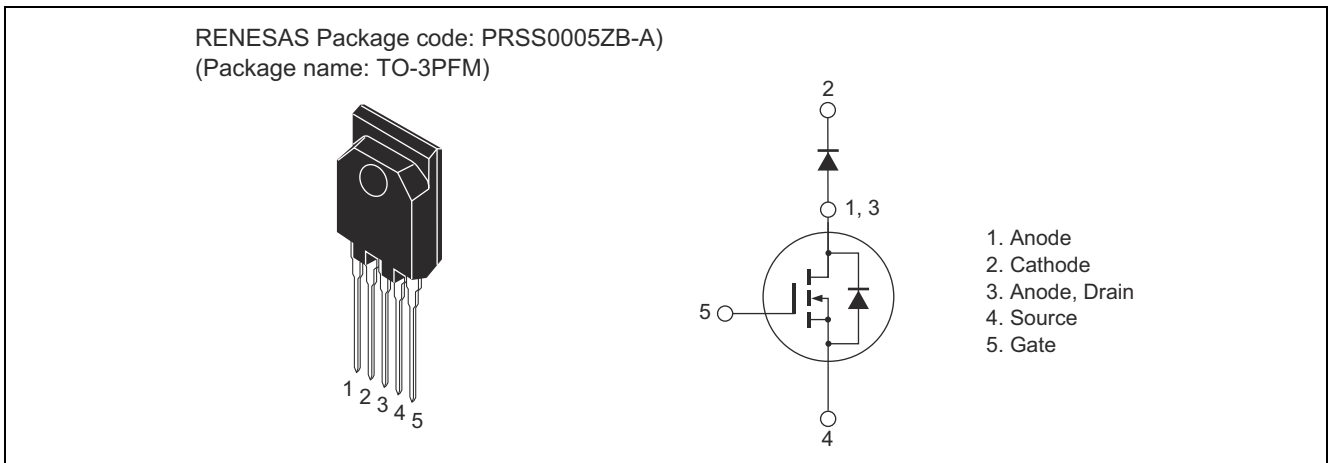 RENESAS Package code: PRSS0005ZB-A)
(Package name: TO-3PFM)
1
2
3
4
5
2
1, 3
5
4
1. Anode
2. Cathode
3. Anode, Drain
4. Source
5. Gate